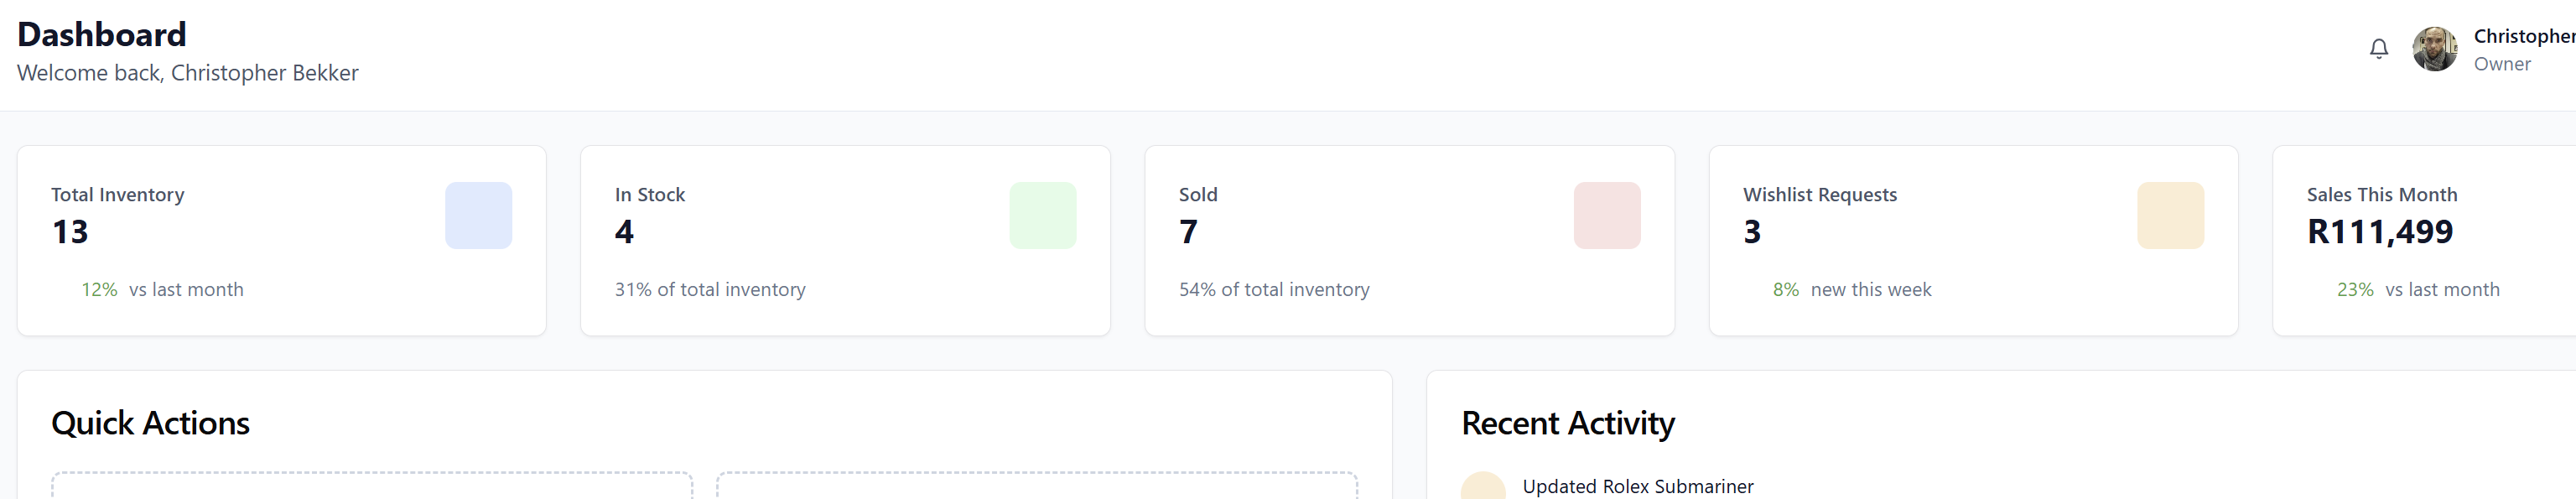 Dashboard
Welcome back, Christopher Bekker
Christopher
Owner
Total Inventory
13
12% vs last month
In Stock
4
31% of total inventory
Sold
7
54% of total inventory
Wishlist Requests
3
8% new this week
Sales This Month
R111,499
23% vs last month
Quick Actions
Recent Activity
Updated Rolex Submariner